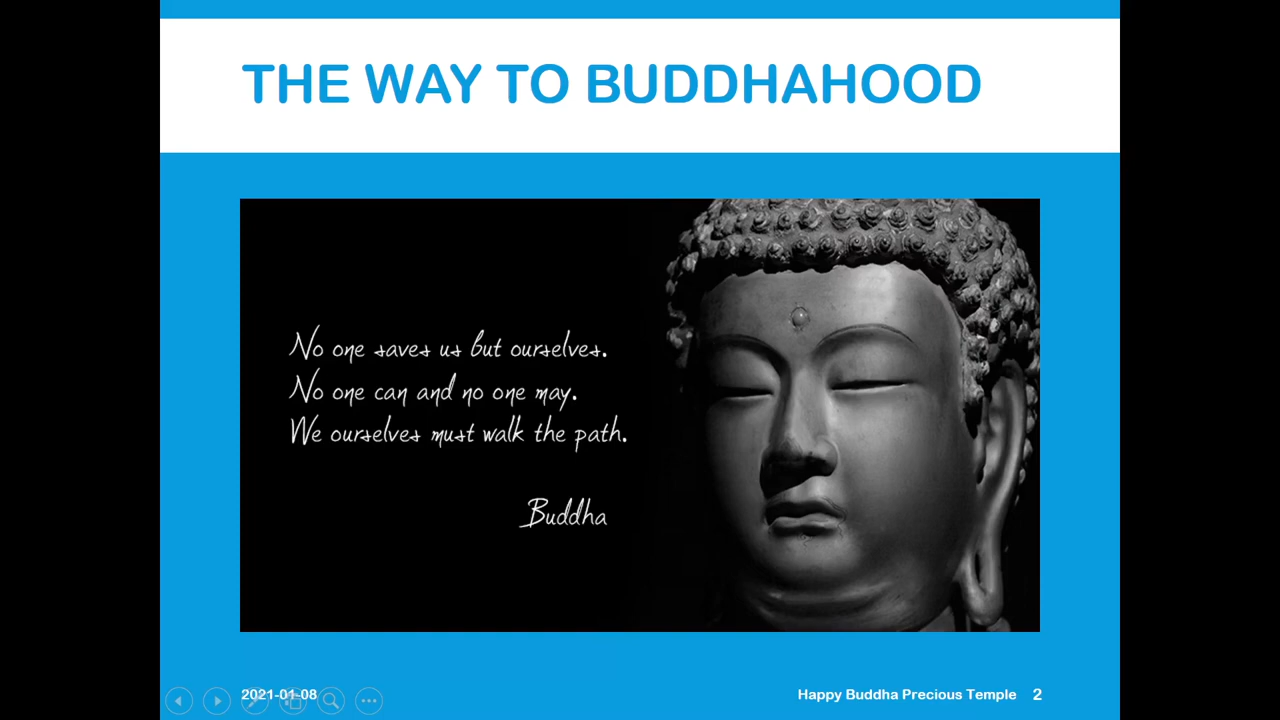 THE WAY TO BUDDHAHOOD
No one saves us but ourselves.
No one can and no one may.
We ourselves must walk the path.
Buddha
2021-01-08
Happy Buddha Precious Temple 2